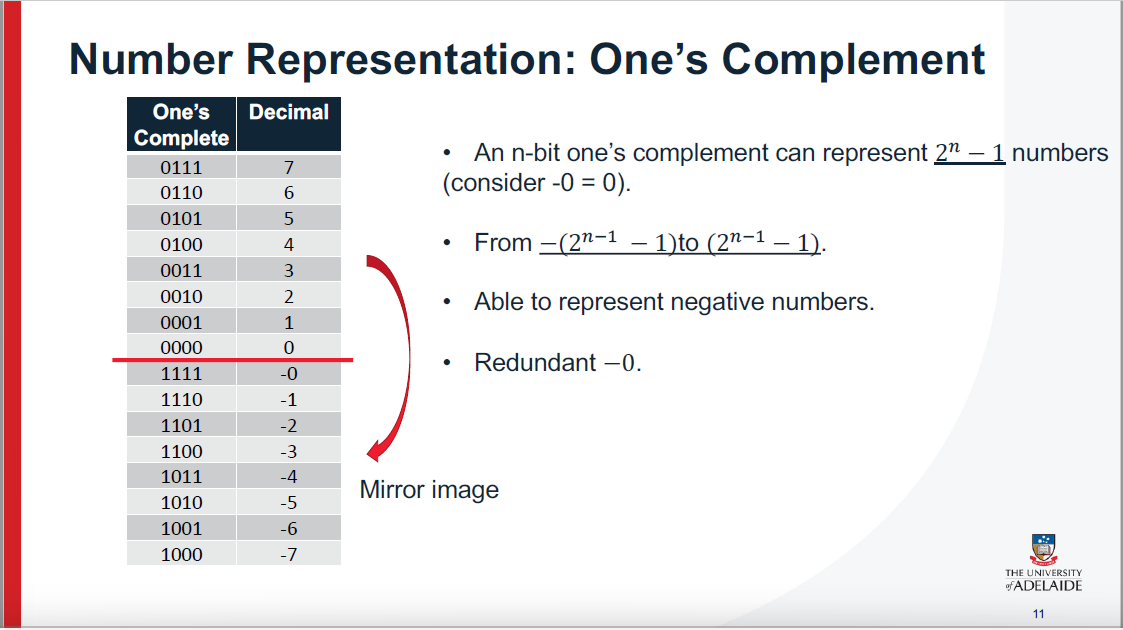 Number Representation: One’s Complement
One’s Decimal
Complete
0111 7
0110 6
0101 5
0100 4
0011 3
0010 2
0001 1
0000 0
1111 -0
1110 -1
1101 -2
1100 -3
1011 -4
1010 -5
1001 -6
1000 -7
• An n-bit one’s complement can represent 2ⁿ − 1 numbers
(consider -0 = 0).
• From −(2ⁿ⁻¹ − 1)to (2ⁿ⁻¹ − 1).
• Able to represent negative numbers.
• Redundant −0.
Mirror image
THE UNIVERSITY
of ADELAIDE
11